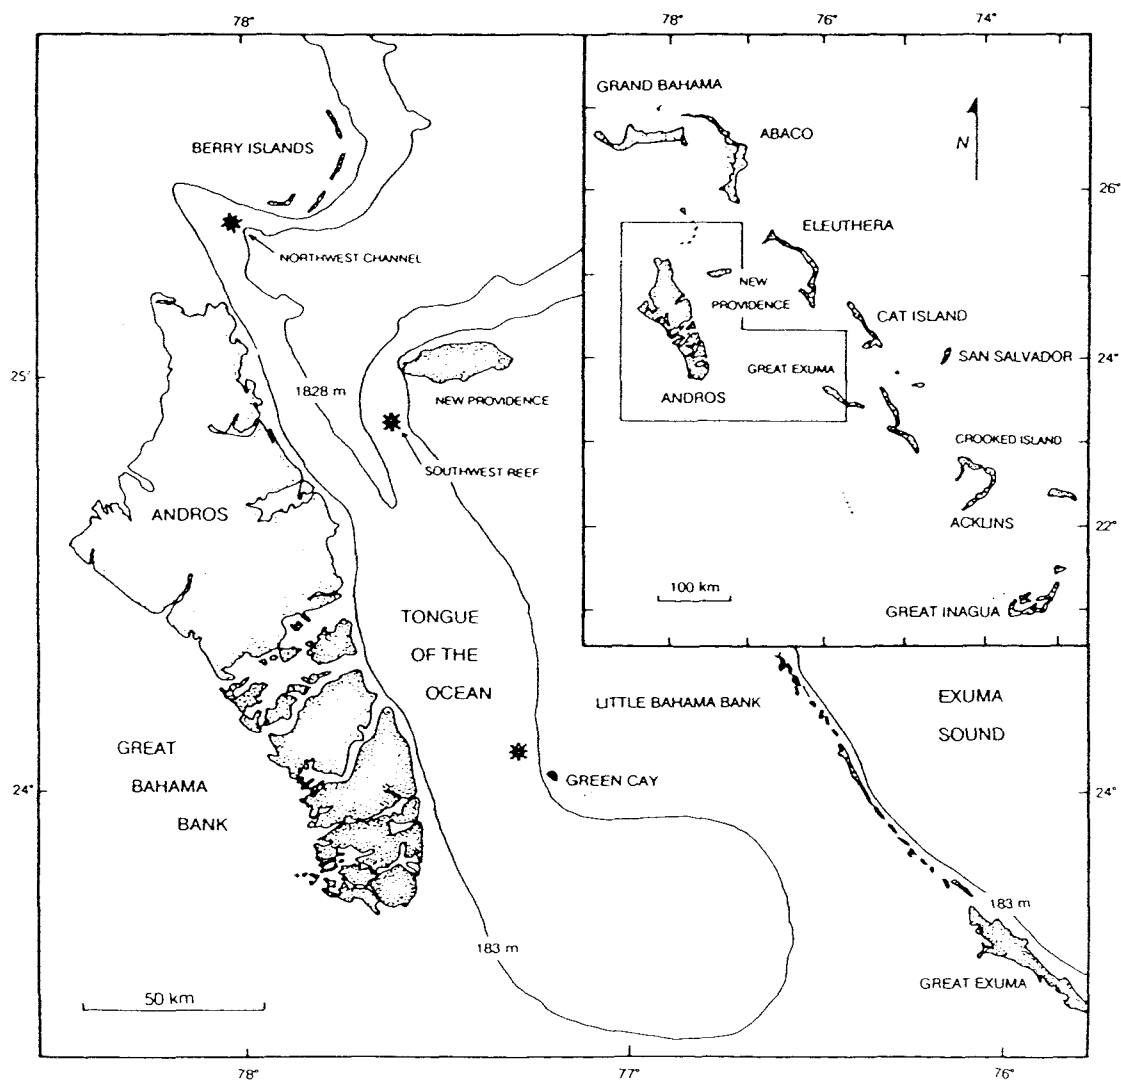 78°
76°
74°
GRAND BAHAMA
ABACO
N
BERRY ISLANDS
26°
ELEUTHERA
NORTHWEST CHANNEL
NEW
PROVIDENCE
CAT ISLAND
SAN SALVADOR
24°
GREAT EXUMA
ANDROS
25°
1828 m
NEW PROVIDENCE
CROOKED ISLAND
SOUTHWEST REEF
ANDROS
ACKLINS
22°
100 km
GREAT INAGUA
TONGUE
OF THE
OCEAN
LITTLE BAHAMA BANK
EXUMA
SOUND
GREAT
BAHAMA
BANK
GREEN CAY
24°
24°
183 m
183 m
GREAT EXUMA
50 km
78°
77°
76°
78°